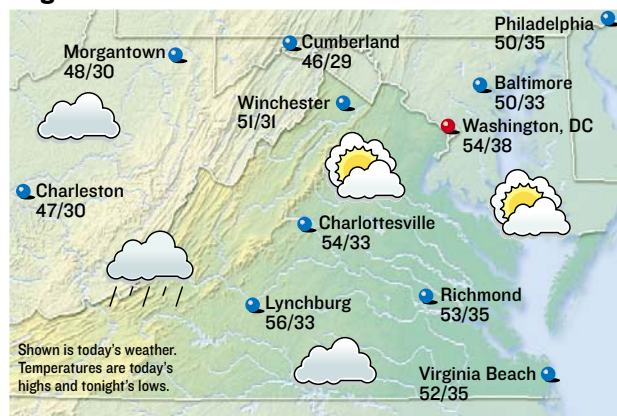 Philadelphia
50/35
Morgantown
48/30
Cumberland
46/29
Baltimore
50/33
Winchester
51/31
Washington, DC
54/38
Charleston
47/30
Charlottesville
54/33
Lynchburg
56/33
Richmond
53/35
Shown is today's weather.
Temperatures are today's
highs and tonight's lows.
Virginia Beach
52/35